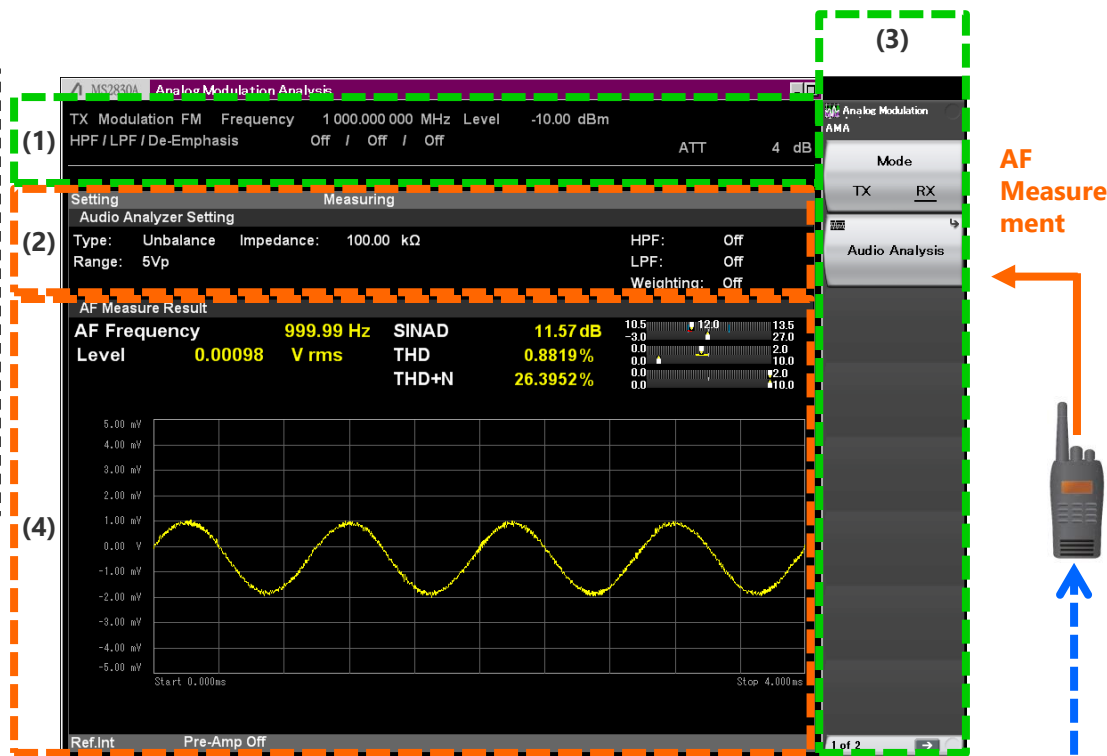 (3)
MS2830A Analog Modulation Analysis
(1)
TX Modulation FM Frequency 1 000.000 000 MHz Level -10.00 dBm
HPF / LPF / De-Emphasis Off / Off / Off
ATT 4 dB
Analog Modulation
AMA
Mode
TX RX
Audio Analysis
AF
Measure
ment
(2)
Setting Measuring
Audio Analyzer Setting
Type: Unbalance Impedance: 100.00 kΩ HPF: Off
Range: 5Vp LPF: Off
Weighting: Off
(4)
AF Measure Result
AF Frequency 999.99 Hz SINAD 11.57 dB
Level 0.00098 V rms THD 0.8819%
THD+N 26.3952%
10.5 12.0 13.5
-3.0 27.0
0.0 2.0
0.0 10.0
0.0 2.0
0.0 10.0
5.00 mV
4.00 mV
3.00 mV
2.00 mV
1.00 mV
0.00 V
-1.00 mV
-2.00 mV
-3.00 mV
-4.00 mV
-5.00 mV
Start 0.000ms Stop 4.000ms
Ref.Int Pre-Amp Off
1 of 2